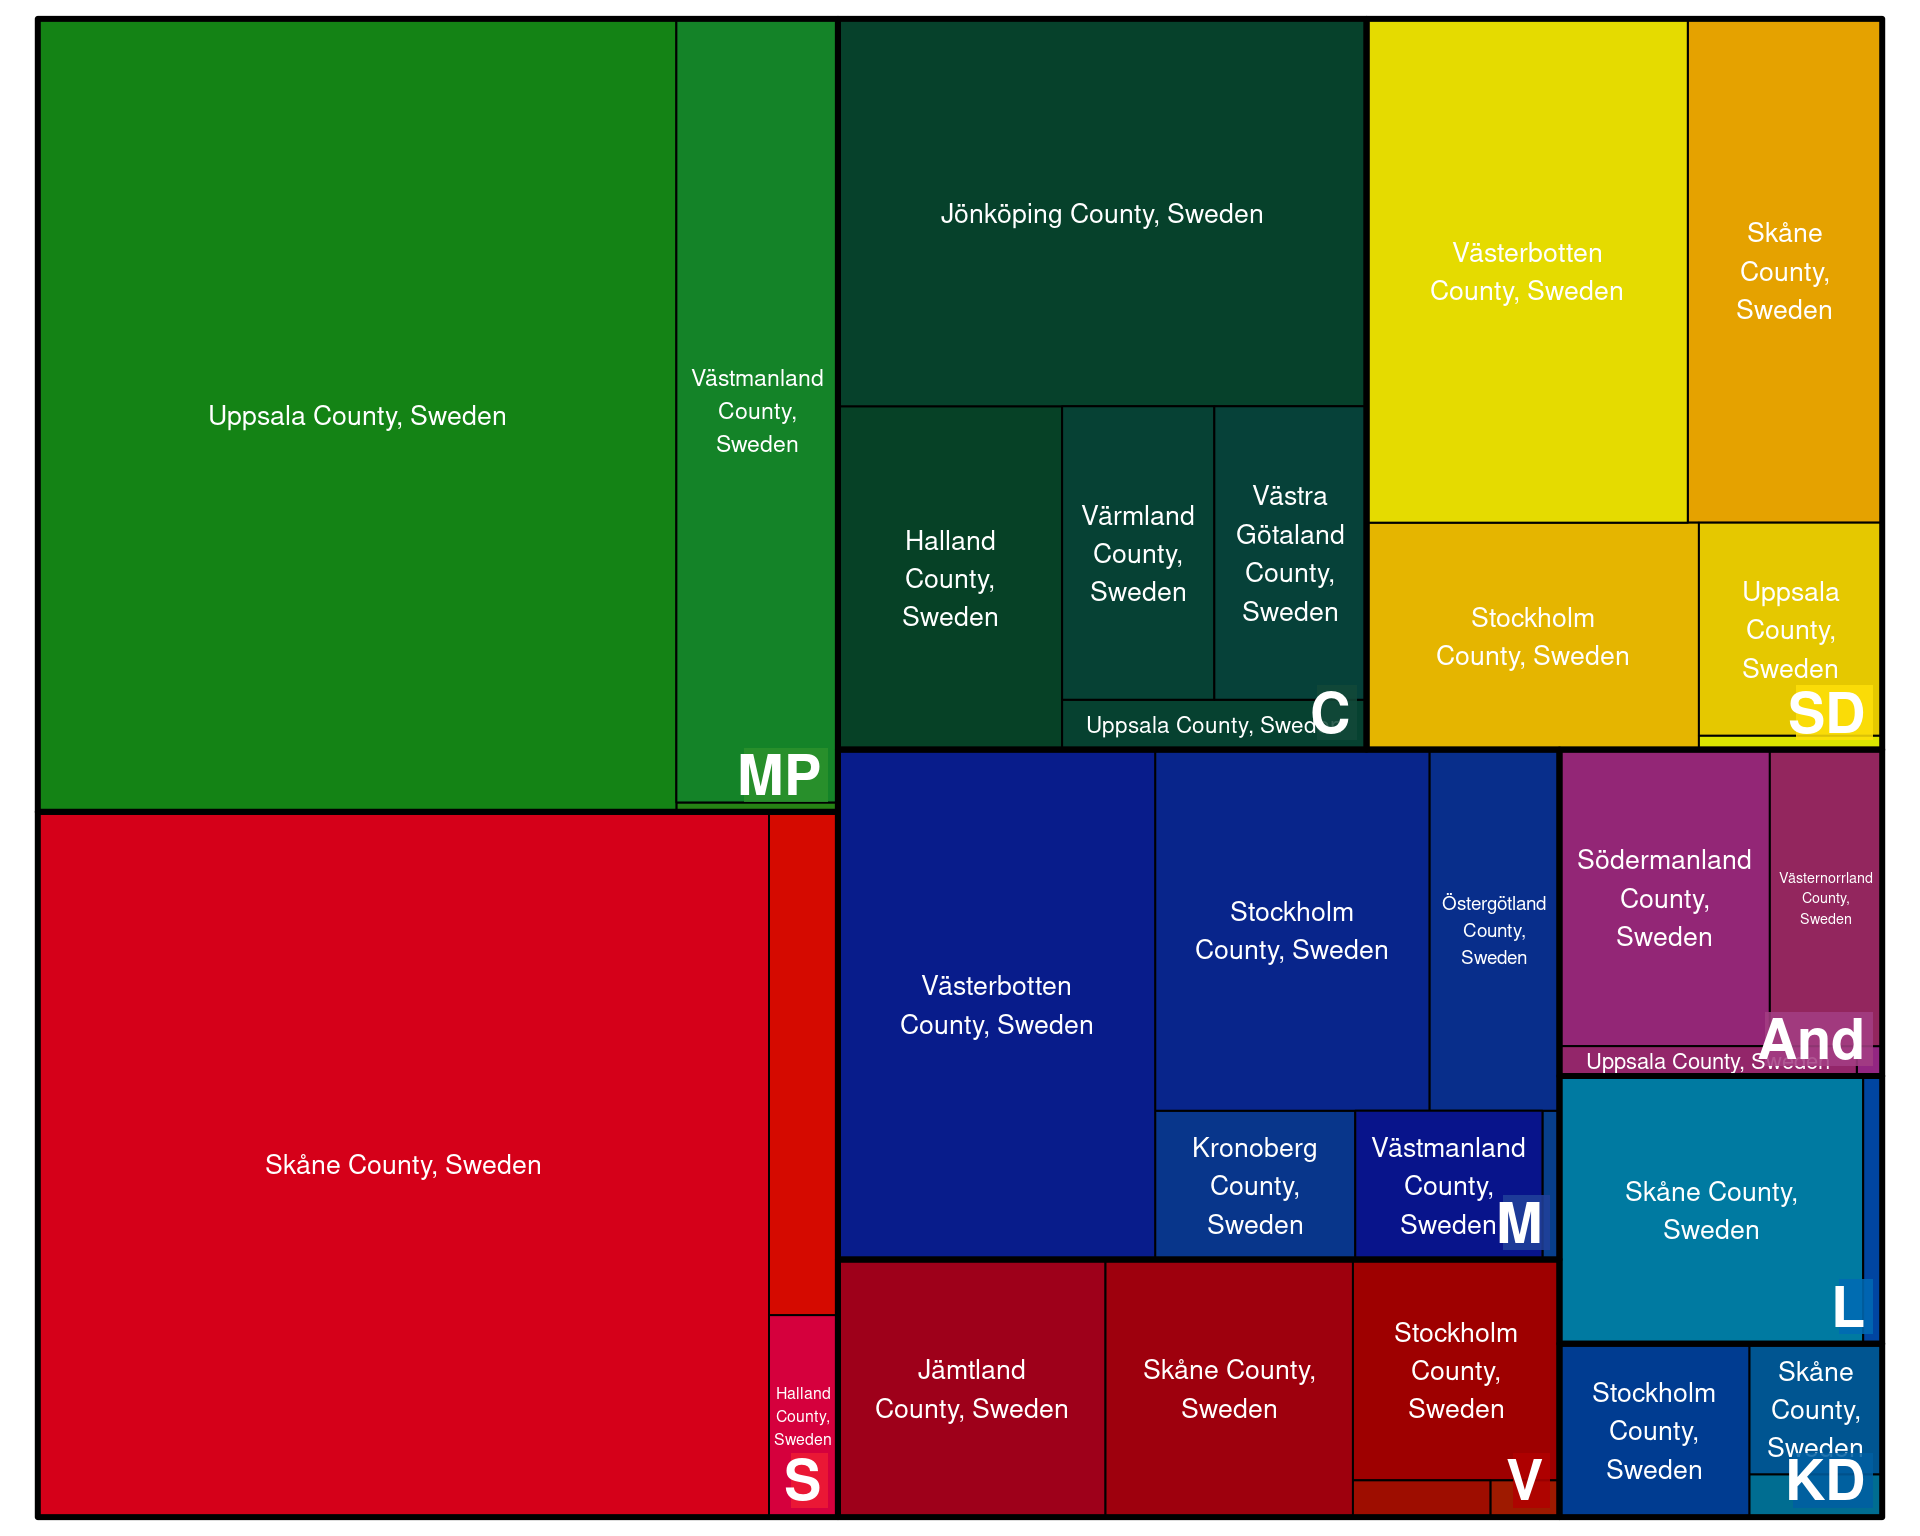 Uppsala County, Sweden
Västmanland
County,
Sweden
MP
Skåne County, Sweden
Halland
County,
Sweden
S
Jönköping County, Sweden
Halland
County,
Sweden
Värmland
County,
Sweden
Västra
Götaland
County,
Sweden
Uppsala County, Sweden
C
Västerbotten
County, Sweden
Skåne
County,
Sweden
Stockholm
County, Sweden
Uppsala
County,
Sweden
SD
Västerbotten
County, Sweden
Stockholm
County, Sweden
Östergötland
County,
Sweden
Kronoberg
County,
Sweden
Västmanland
County,
Sweden
M
Södermanland
County,
Sweden
Västernorrland
County,
Sweden
Uppsala County, Sweden
And
Skåne County,
Sweden
L
Jämtland
County, Sweden
Skåne County,
Sweden
Stockholm
County,
Sweden
V
Stockholm
County,
Sweden
Skåne
County,
Sweden
KD